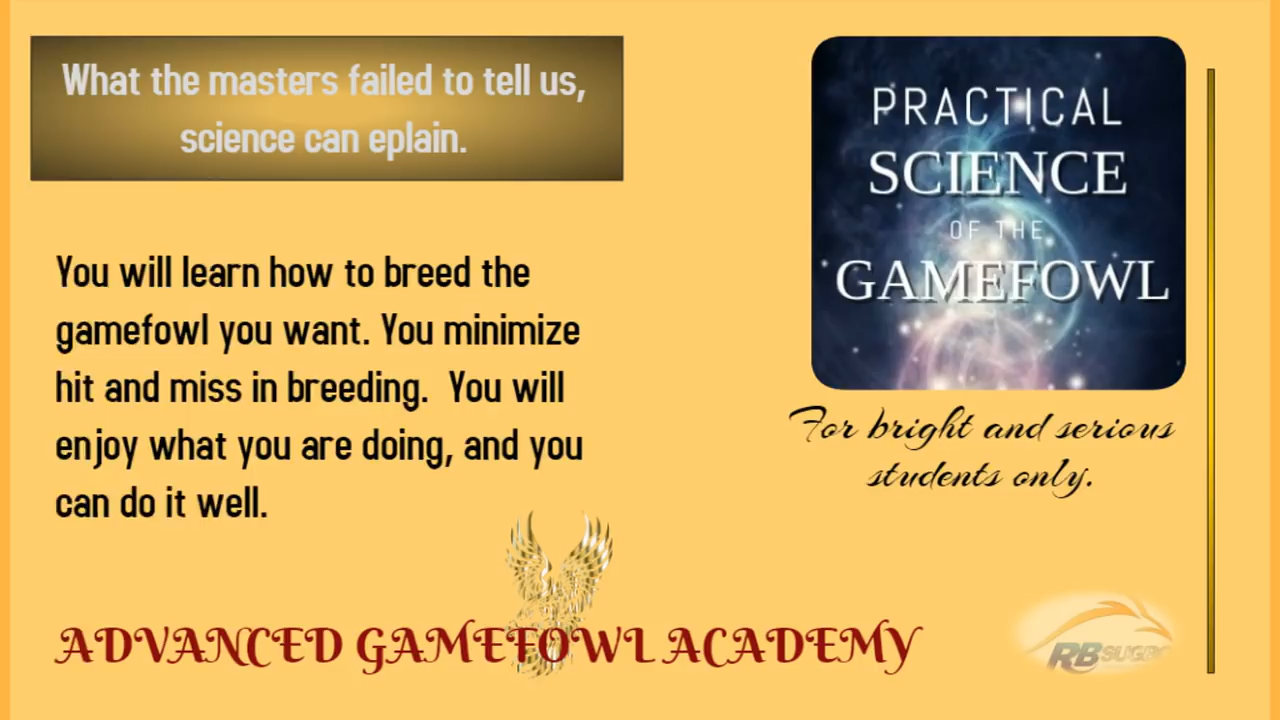 What the masters failed to tell us,
science can eplain.
You will learn how to breed the
gamefowl you want. You minimize
hit and miss in breeding.  You will
enjoy what you are doing, and you
can do it well.
PRACTICAL
SCIENCE
OF THE
GAMEFOWL
For bright and serious
students only.
ADVANCED GAMEFOWL ACADEMY
RB SUGBO